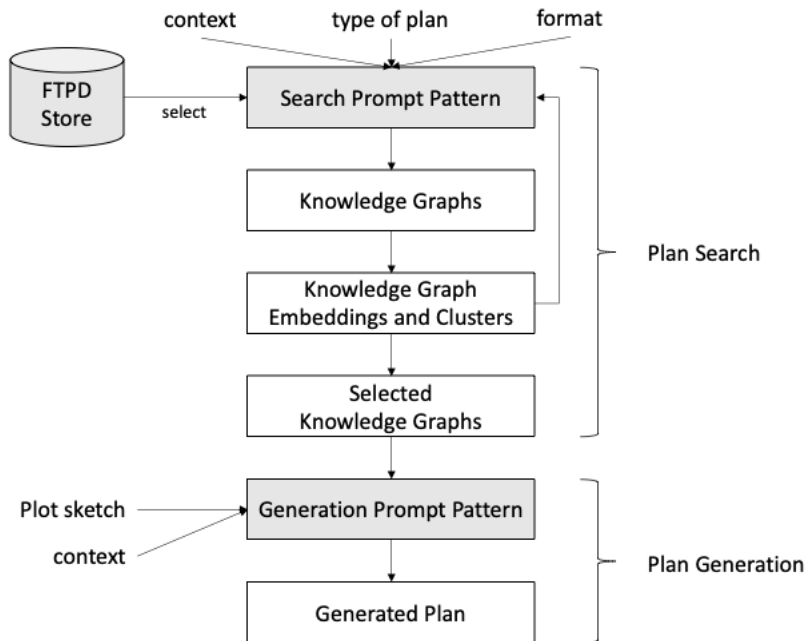 context
type of plan
format
FTPD
Store
select
Search Prompt Pattern
Knowledge Graphs
Knowledge Graph
Embeddings and Clusters
Plan Search
Selected
Knowledge Graphs
Plot sketch
context
Generation Prompt Pattern
Plan Generation
Generated Plan